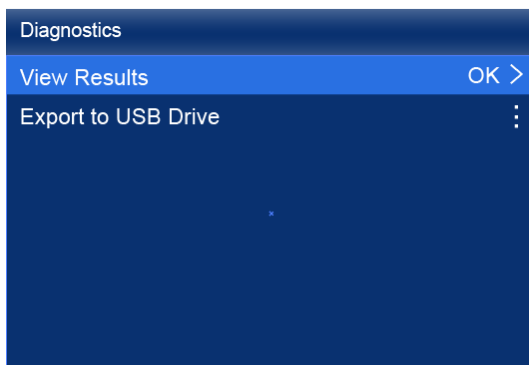 Diagnostics
View Results OK >
Export to USB Drive ⋮